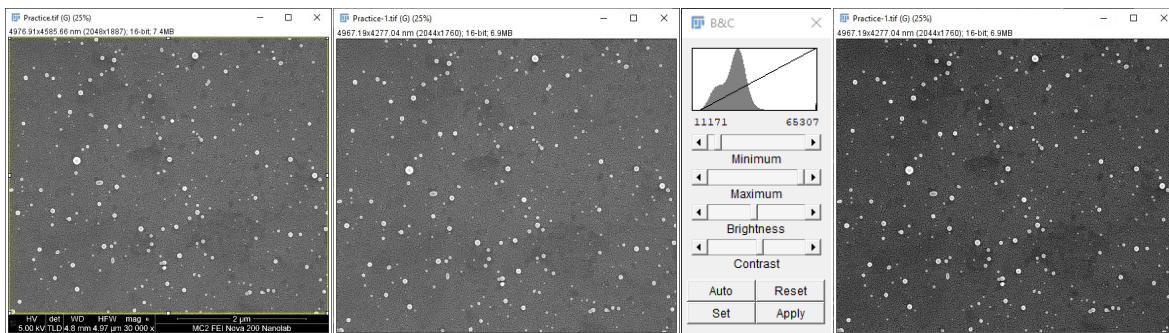 Practice.tif (G) (25%)
4976.91x4585.66 nm (2048x1887); 16-bit; 7.4MB
HV det WD HFW mag « 2 µm
5.00 kV TLD 4.8 mm 4.97 µm 30 000 x MC2 FEI Nova 200 Nanolab
Practice-1.tif (G) (25%)
4967.19x4277.04 nm (2044x1760); 16-bit; 6.9MB
B&C
11171 65307
Minimum
Maximum
Brightness
Contrast
Auto Reset
Set Apply
Practice-1.tif (G) (25%)
4967.19x4277.04 nm (2044x1760); 16-bit; 6.9MB